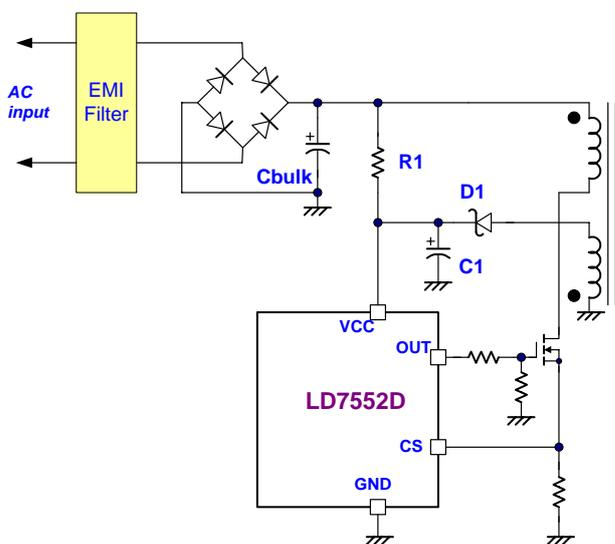 AC
input
EMI
Filter
+
Cbulk
R1
D1
+
C1
VCC
OUT
LD7552D
CS
GND